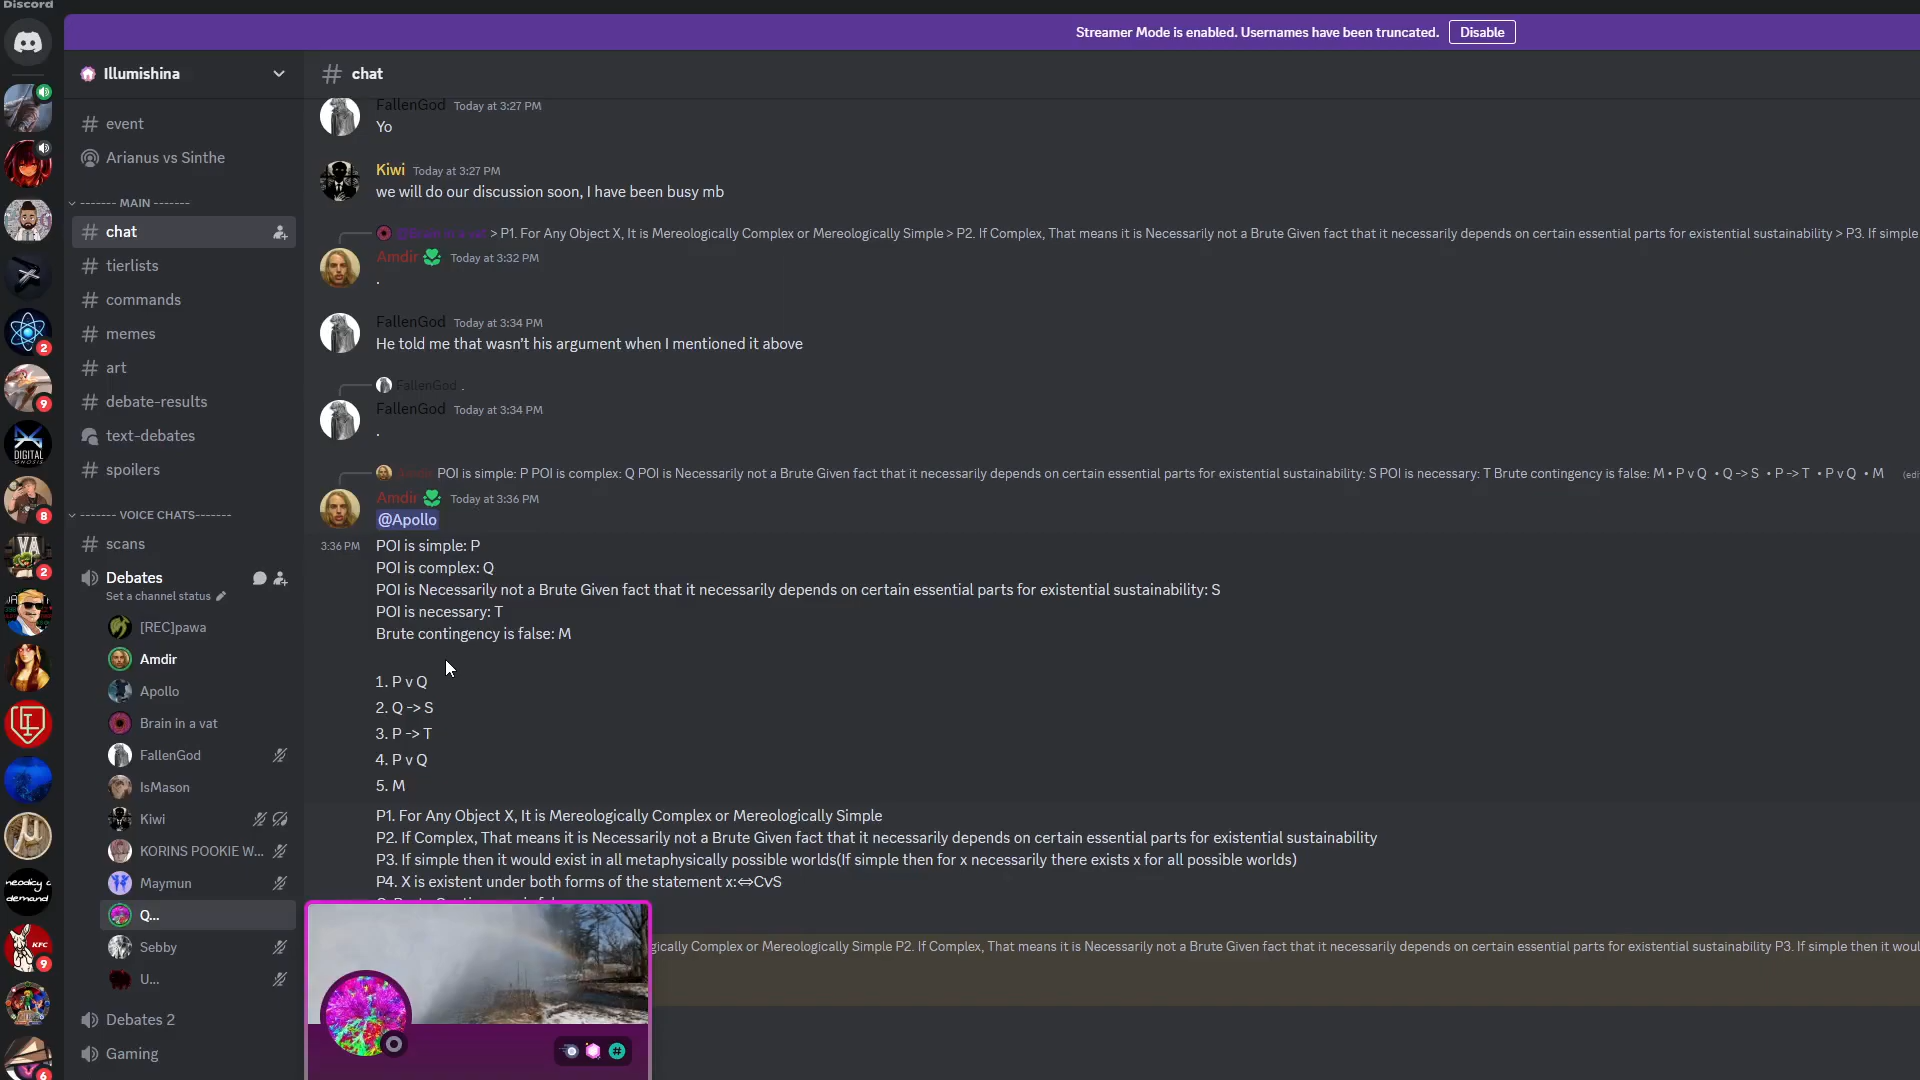 Discord
Streamer Mode is enabled. Usernames have been truncated.
Disable
Illumishina
event
Arianus vs Sinthe
------- MAIN -------
chat
tierlists
commands
memes
art
debate-results
text-debates
spoilers
------- VOICE CHATS-------
scans
Debates
Set a channel status
[REC]pawa
Amdir
Apollo
Brain in a vat
FallenGod
IsMason
Kiwi
KORINS POOKIE W...
Maymun
Q...
Sebby
U...
Debates 2
Gaming
2
9
DIGITAL
GNOSIS
8
VA
2
KFC
9
6
demand
# chat
FallenGod Today at 3:27 PM
Yo
Kiwi Today at 3:27 PM
we will do our discussion soon, I have been busy mb
@Brain in a vat > P1. For Any Object X, It is Mereologically Complex or Mereologically Simple > P2. If Complex, That means it is Necessarily not a Brute Given fact that it necessarily depends on certain essential parts for existential sustainability > P3. If simple
Amdir Today at 3:32 PM
.
FallenGod Today at 3:34 PM
He told me that wasn't his argument when I mentioned it above
FallenGod .
FallenGod Today at 3:34 PM
.
POI is simple: P POI is complex: Q POI is Necessarily not a Brute Given fact that it necessarily depends on certain essential parts for existential sustainability: S POI is necessary: T Brute contingency is false: M • P v Q • Q -> S • P -> T • P v Q • M (edi
Amdir Today at 3:36 PM
@Apollo
3:36 PM POI is simple: P
POI is complex: Q
POI is Necessarily not a Brute Given fact that it necessarily depends on certain essential parts for existential sustainability: S
POI is necessary: T
Brute contingency is false: M
1. P v Q
2. Q -> S
3. P -> T
4. P v Q
5. M
P1. For Any Object X, It is Mereologically Complex or Mereologically Simple
P2. If Complex, That means it is Necessarily not a Brute Given fact that it necessarily depends on certain essential parts for existential sustainability
P3. If simple then it would exist in all metaphysically possible worlds(If simple then for x necessarily there exists x for all possible worlds)
P4. X is existent under both forms of the statement x:⇔CvS
gically Complex or Mereologically Simple P2. If Complex, That means it is Necessarily not a Brute Given fact that it necessarily depends on certain essential parts for existential sustainability P3. If simple then it woul